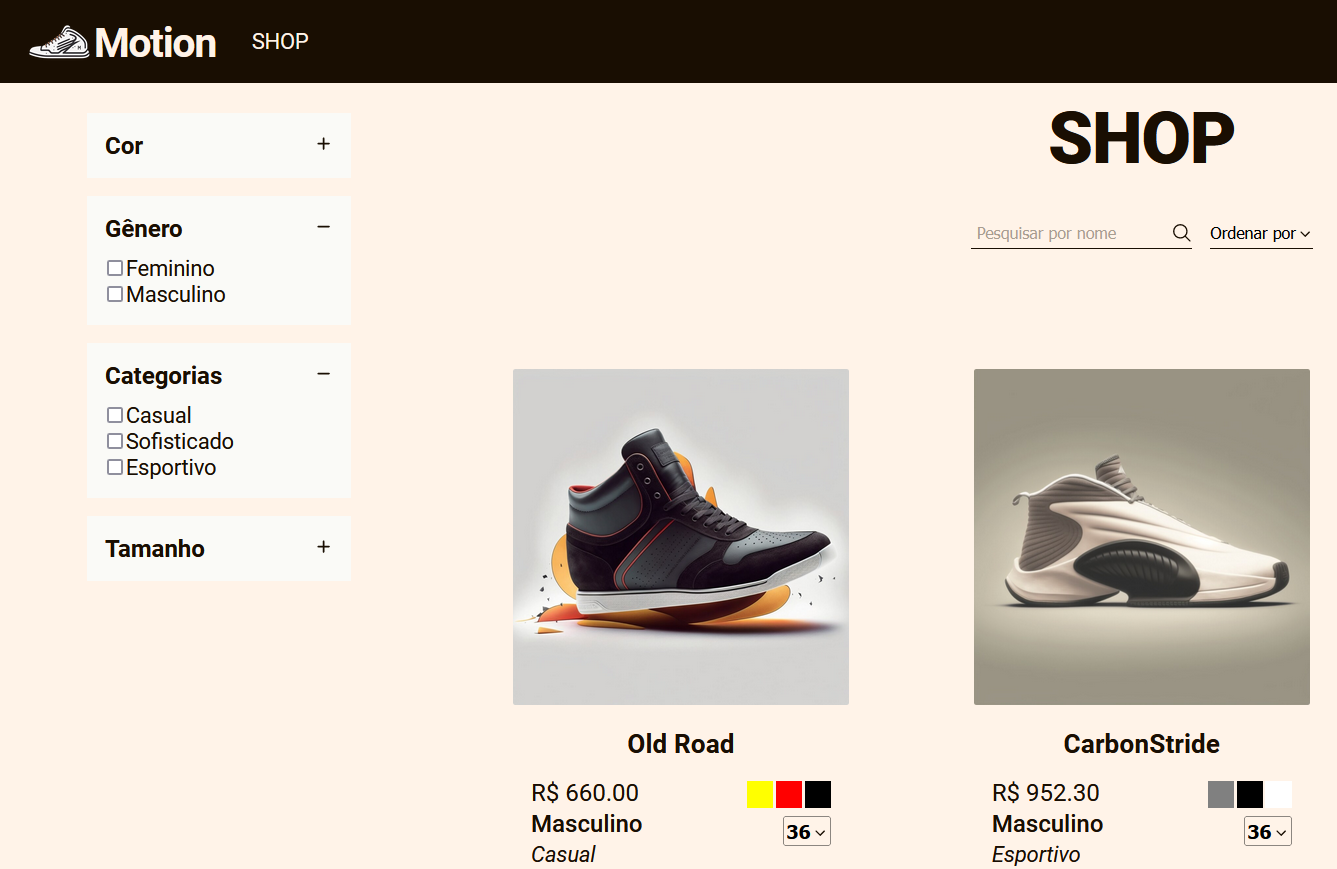 Motion
SHOP
SHOP
Cor
Gênero
Feminino
Masculino
Categorias
Casual
Sofisticado
Esportivo
Tamanho
Pesquisar por nome
Ordenar por
Old Road
R$ 660.00
Masculino
36
Casual
CarbonStride
R$ 952.30
Masculino
36
Esportivo